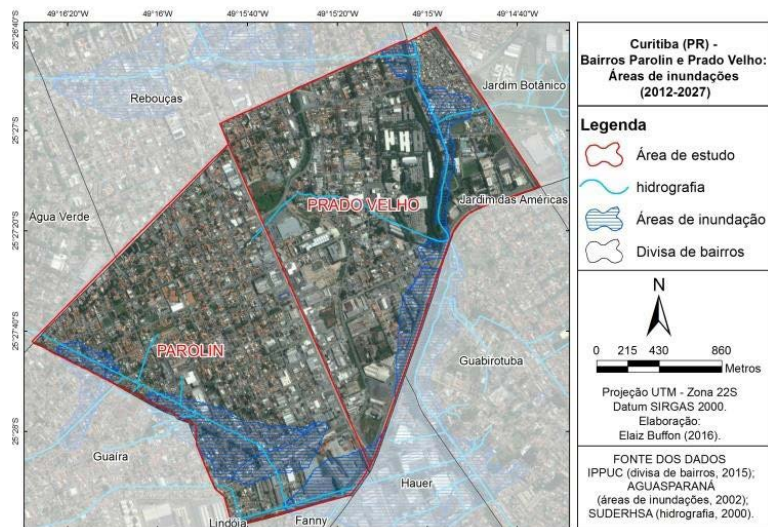 49°16'20"W
49°16'W
49°15'40"W
49°15'20"W
49°15'W
49°14'40"W
25°26'40"S
25°27'S
25°27'20"S
25°27'40"S
25°28'S
Rebouças
Jardim Botânico
Água Verde
PRADO VELHO
Jardim das Américas
PAROLIN
Guabirotuba
Guaíra
Hauer
Lindóia
Fanny
Curitiba (PR) -
Bairros Parolin e Prado Velho:
Áreas de inundações
(2012-2027)
Legenda
Área de estudo
hidrografia
Áreas de inundação
Divisa de bairros
N
0 215 430 860
Metros
Projeção UTM - Zona 22S
Datum SIRGAS 2000.
Elaboração:
Elaiz Buffon (2016).
FONTE DOS DADOS
IPPUC (divisa de bairros, 2015);
AGUASPARANÁ
(áreas de inundações, 2002);
SUDERHSA (hidrografia, 2000).